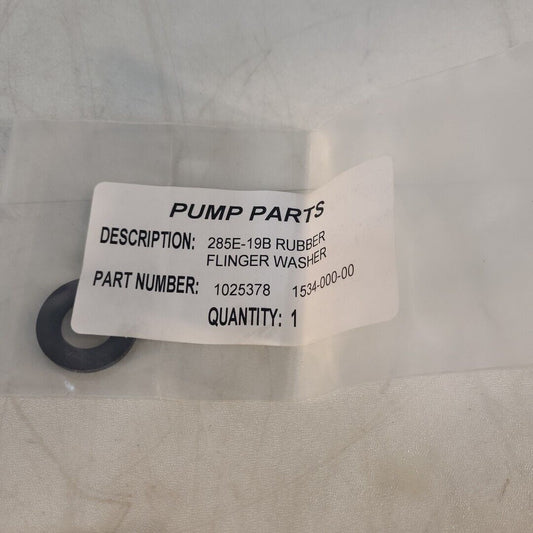 PUMP PARTS
DESCRIPTION: 285E-19B RUBBER
FLINGER WASHER
PART NUMBER: 1025378 1534-000-00
QUANTITY: 1